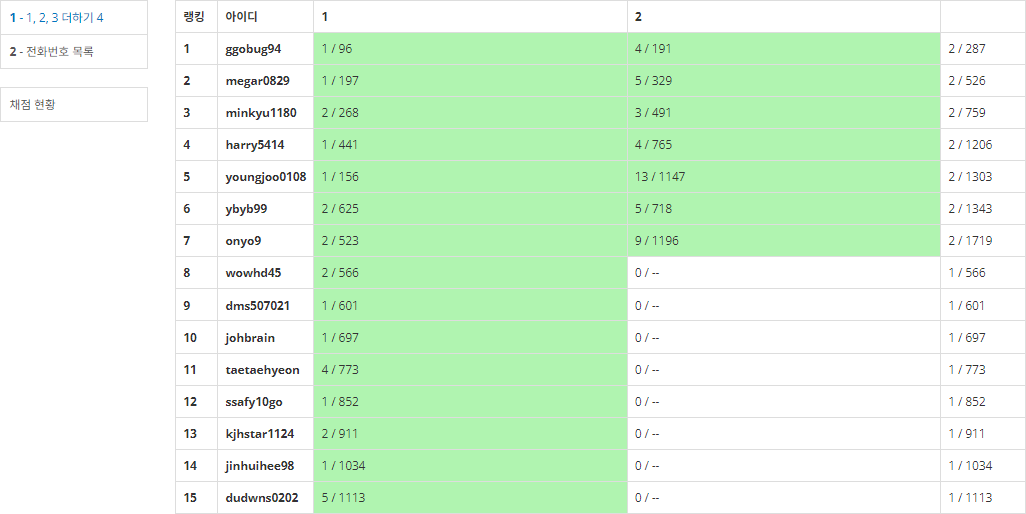 1 - 1, 2, 3 더하기 4
2 - 전화번호 목록
채점 현황
랭킹 아이디 1 2
1 ggobug94 1 / 96 4 / 191 2 / 287
2 megar0829 1 / 197 5 / 329 2 / 526
3 minkyu1180 2 / 268 3 / 491 2 / 759
4 harry5414 1 / 441 4 / 765 2 / 1206
5 youngjoo0108 1 / 156 13 / 1147 2 / 1303
6 ybyb99 2 / 625 5 / 718 2 / 1343
7 onyo9 2 / 523 9 / 1196 2 / 1719
8 wowhd45 2 / 566 0 / -- 1 / 566
9 dms507021 1 / 601 0 / -- 1 / 601
10 johbrain 1 / 697 0 / -- 1 / 697
11 taetaehyeon 4 / 773 0 / -- 1 / 773
12 ssafy10go 1 / 852 0 / -- 1 / 852
13 kjhstar1124 2 / 911 0 / -- 1 / 911
14 jinhuihee98 1 / 1034 0 / -- 1 / 1034
15 dudwns0202 5 / 1113 0 / -- 1 / 1113